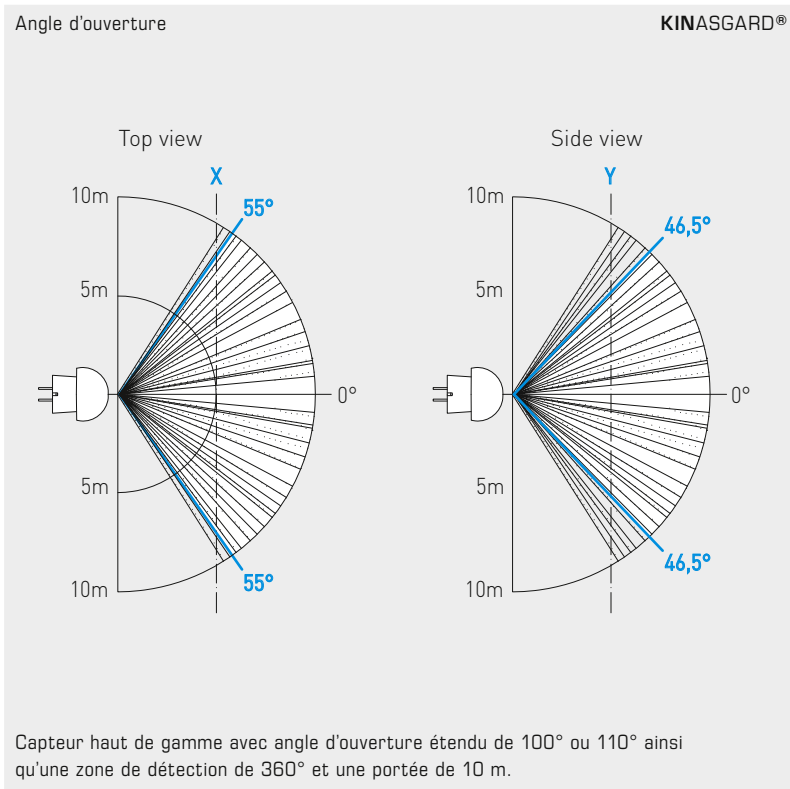 Angle d'ouverture
KINASGARD®
Top view
Side view
X
Y
10m
55°
10m
46,5°
5m
5m
0°
0°
5m
5m
10m
55°
10m
46,5°
Capteur haut de gamme avec angle d'ouverture étendu de 100° ou 110° ainsi
qu'une zone de détection de 360° et une portée de 10 m.